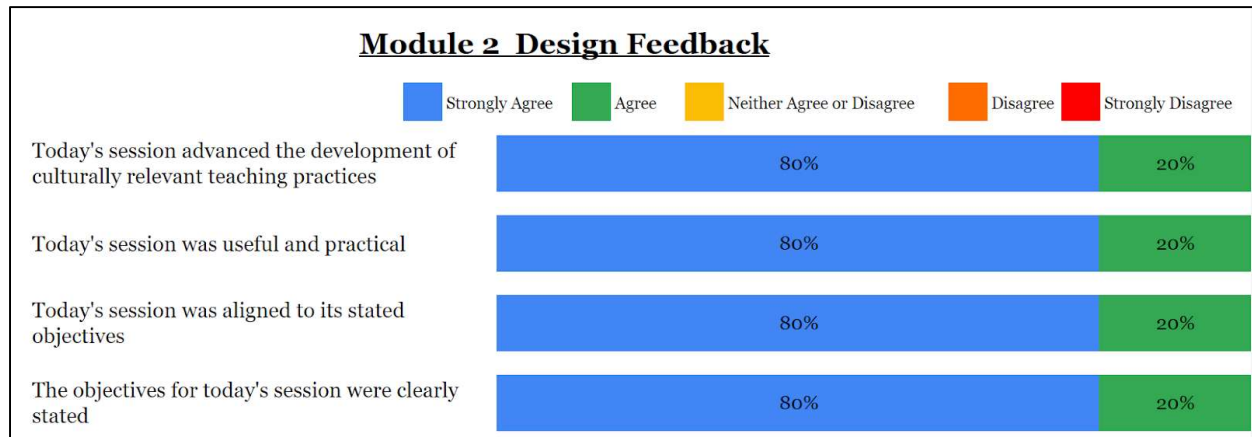 Module 2 Design Feedback
Strongly Agree Agree Neither Agree or Disagree Disagree Strongly Disagree
Today's session advanced the development of
culturally relevant teaching practices
80% 20%
Today's session was useful and practical
80% 20%
Today's session was aligned to its stated
objectives
80% 20%
The objectives for today's session were clearly
stated
80% 20%